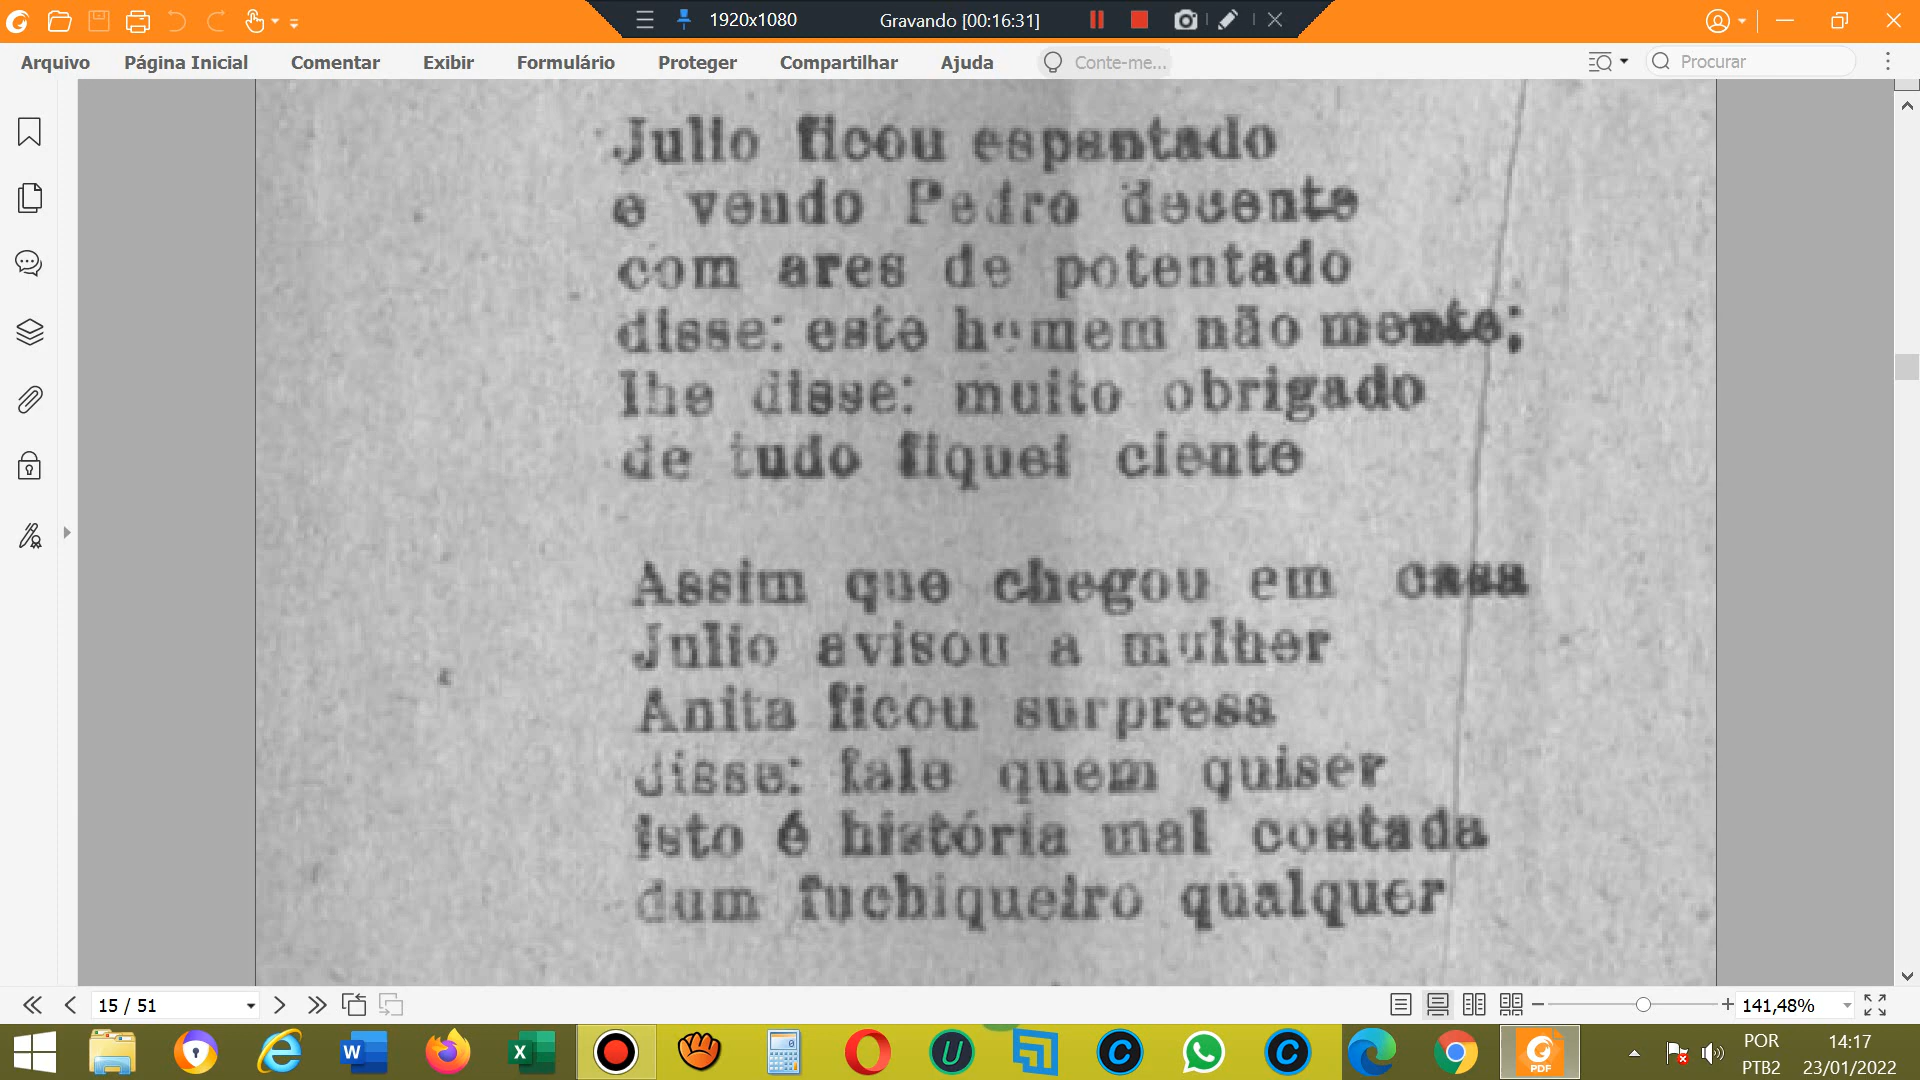 1920x1080
Gravando [00:16:31]
Arquivo Página Inicial Comentar Exibir Formulário Proteger Compartilhar Ajuda Conte-me... Procurar
Julio ficou espantado
e vendo Pedro decente
com ares de potentado
disse: este homem não mente;
lhe disse: muito obrigado
de tudo fiquei ciente
Assim que chegou em casa
Julio avisou a mulher
Anita ficou surpresa
disse: fale quem quiser
isto é história mal contada
dum fuchiqueiro qualquer
15 / 51
141,48%
POR
PTB2
14:17
23/01/2022
PDF